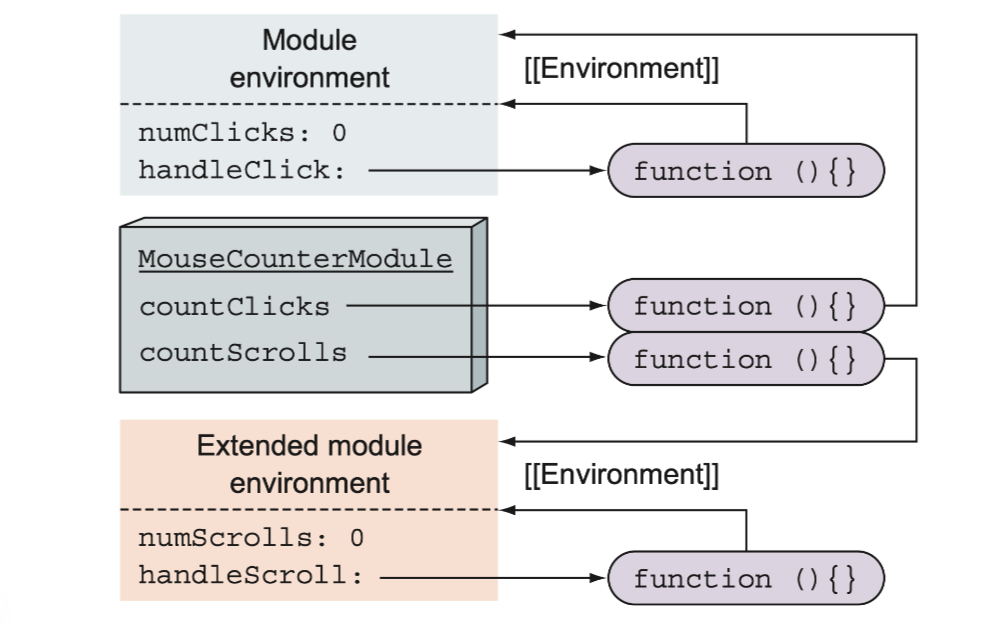 Module
environment
[[Environment]]
numClicks: 0
handleClick:
function (){}
MouseCounterModule
countClicks
function (){}
countScrolls
function (){}
Extended module
environment
[[Environment]]
numScrolls: 0
handleScroll:
function (){}